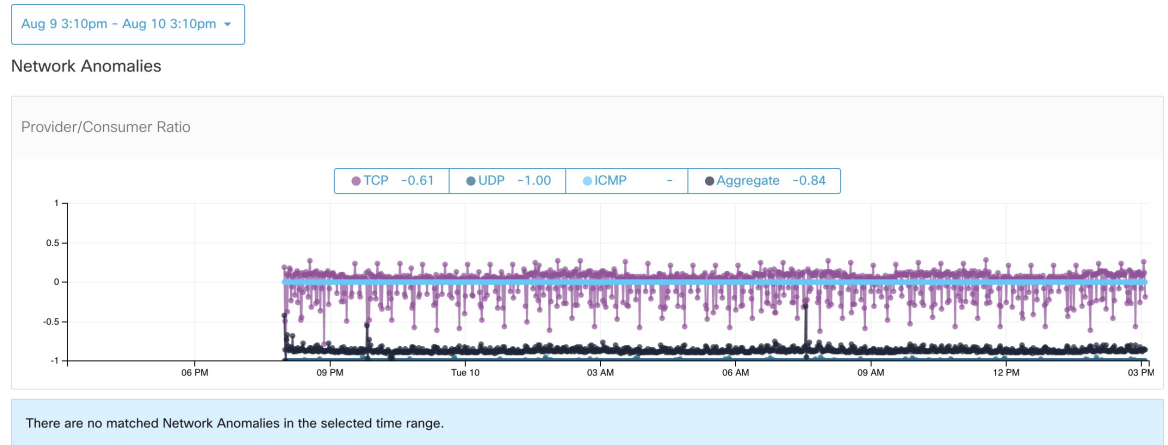 Aug 9 3:10pm - Aug 10 3:10pm
Network Anomalies
Provider/Consumer Ratio
TCP -0.61 UDP -1.00 ICMP - Aggregate -0.84
1
0.5
0
-0.5
-1
06 PM 09 PM Tue 10 03 AM 06 AM 09 AM 12 PM 03 PM
There are no matched Network Anomalies in the selected time range.